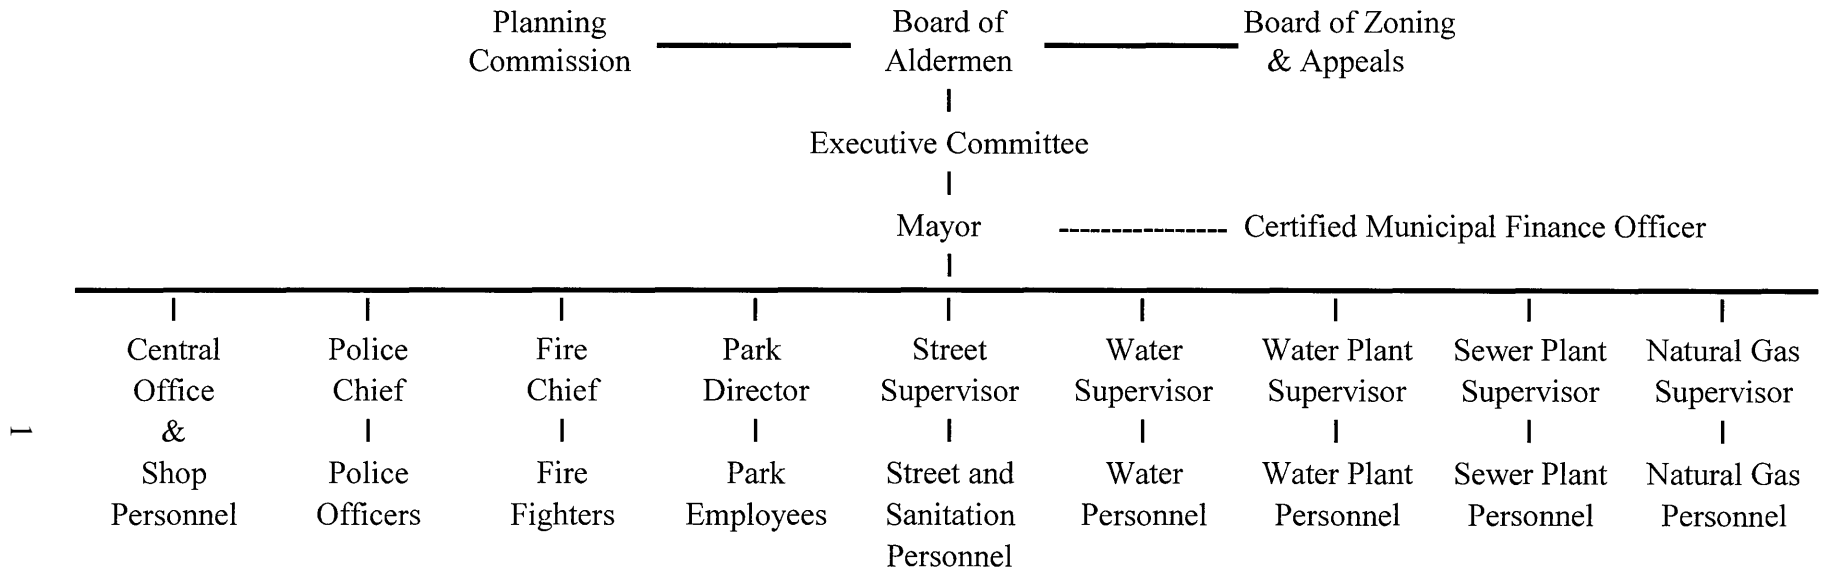 Planning
Commission
Board of
Aldermen
Board of Zoning
& Appeals
Executive Committee
Mayor
Certified Municipal Finance Officer
Central
Office
&
Shop
Personnel
Police
Chief
Police
Officers
Fire
Chief
Fire
Fighters
Park
Director
Park
Employees
Street
Supervisor
Street and
Sanitation
Personnel
Water
Supervisor
Water
Personnel
Water Plant
Supervisor
Water Plant
Personnel
Sewer Plant
Supervisor
Sewer Plant
Personnel
Natural Gas
Supervisor
Natural Gas
Personnel
1